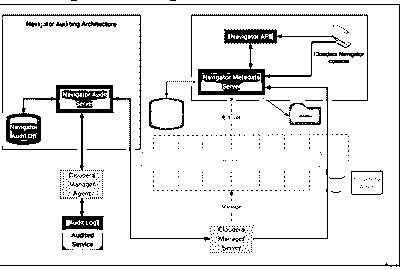 Navigator Auditing Architecture
Navigator API
Cloudera Navigator
console
Navigator Metadata
Server
Navigator Audit
Server
Navigator
Audit DB
Cloudera
Manager
Agent
Audit Log
Audited
Service
Cloudera
Manager
Server